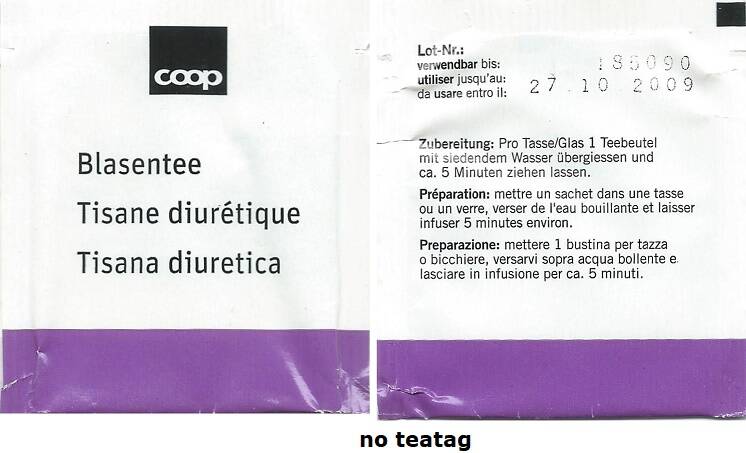 coop
Blasentee
Tisane diurétique
Tisana diuretica
Lot-Nr.: 185090
verwendbar bis:
utiliser jusqu'au: 27.10.2009
da usare entro il:
Zubereitung: Pro Tasse/Glas 1 Teebeutel
mit siedendem Wasser übergiessen und
ca. 5 Minuten ziehen lassen.
Préparation: mettre un sachet dans une tasse
ou un verre, verser de l'eau bouillante et laisser
infuser 5 minutes environ.
Preparazione: mettere 1 bustina per tazza
o bicchiere, versarvi sopra acqua bollente e
lasciare in infusione per ca. 5 minuti.
no teatag